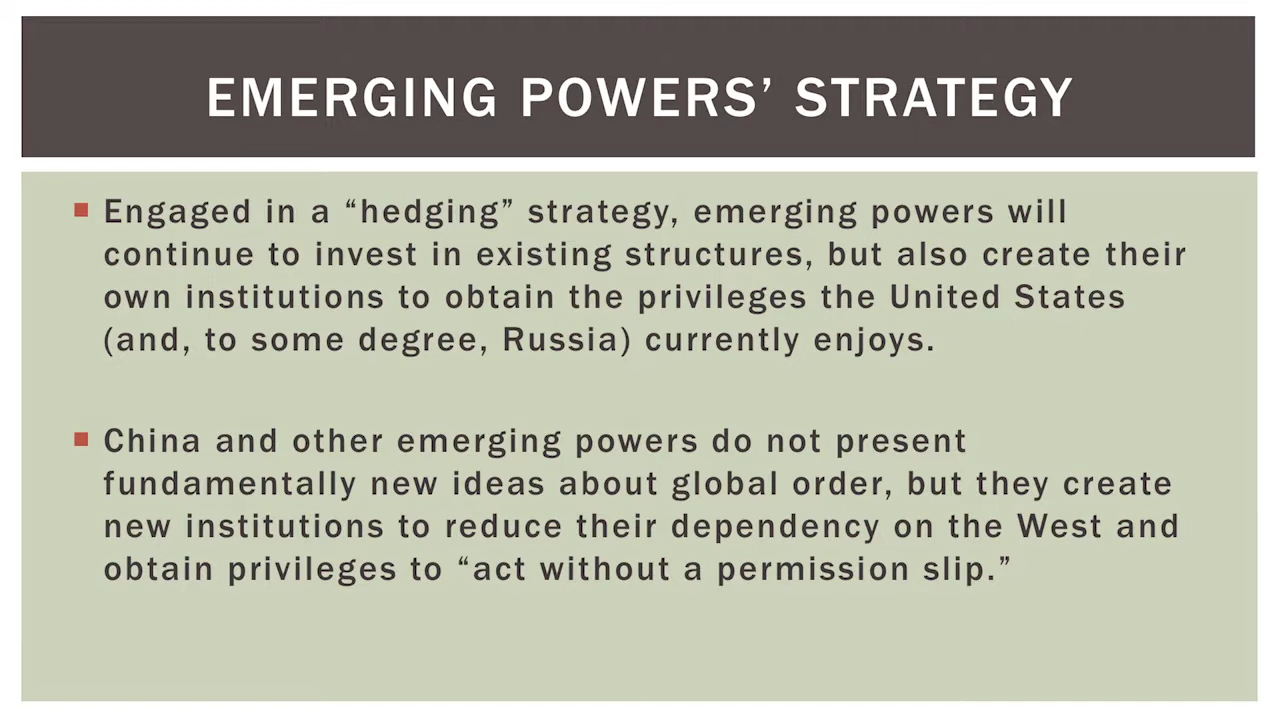 EMERGING POWERS’ STRATEGY
Engaged in a “hedging” strategy, emerging powers will
continue to invest in existing structures, but also create their
own institutions to obtain the privileges the United States
(and, to some degree, Russia) currently enjoys.
China and other emerging powers do not present
fundamentally new ideas about global order, but they create
new institutions to reduce their dependency on the West and
obtain privileges to “act without a permission slip.”